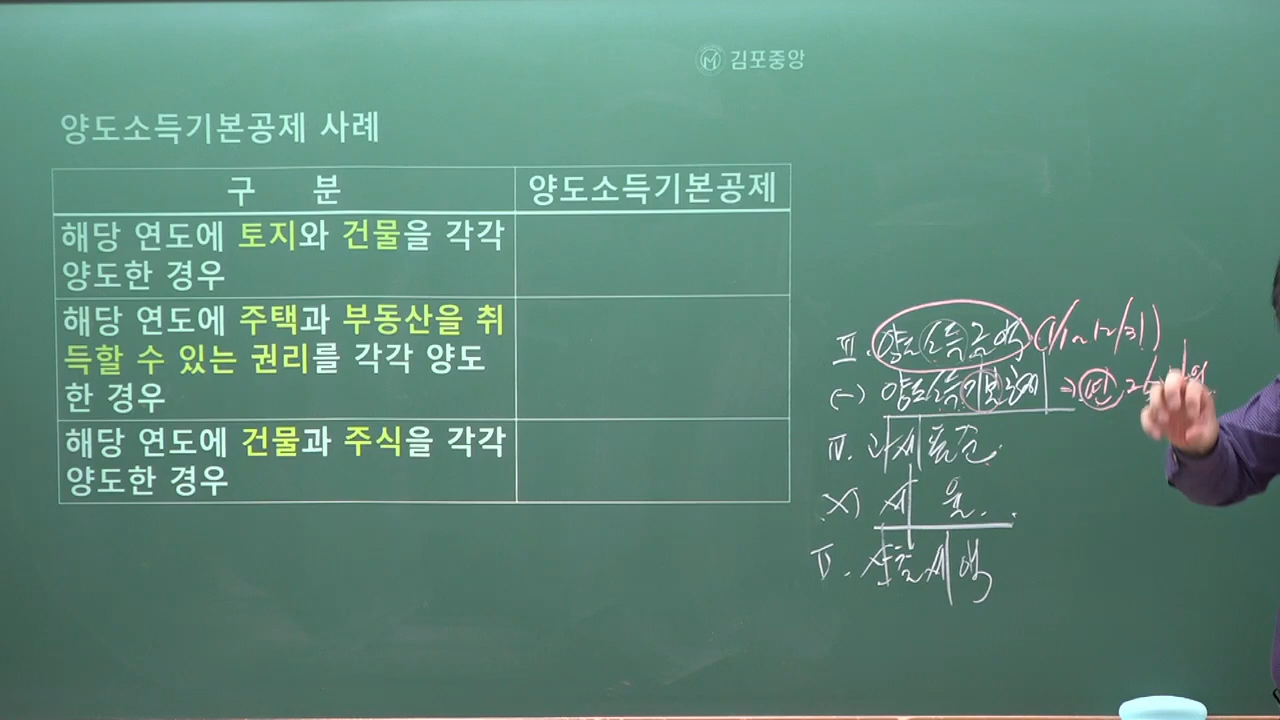 김포중앙
양도소득기본공제 사례
구 분
양도소득기본공제
해당 연도에 토지와 건물을 각각
양도한 경우
해당 연도에 주택과 부동산을 취
득할 수 있는 권리를 각각 양도
한 경우
해당 연도에 건물과 주식을 각각
양도한 경우
Ⅲ. 양도소득금액 (1/1~12/31)
(-) 양도소득기본공제 ⇒ 연
Ⅳ. 과세표준
×) 세 율
Ⅴ. 산출세액